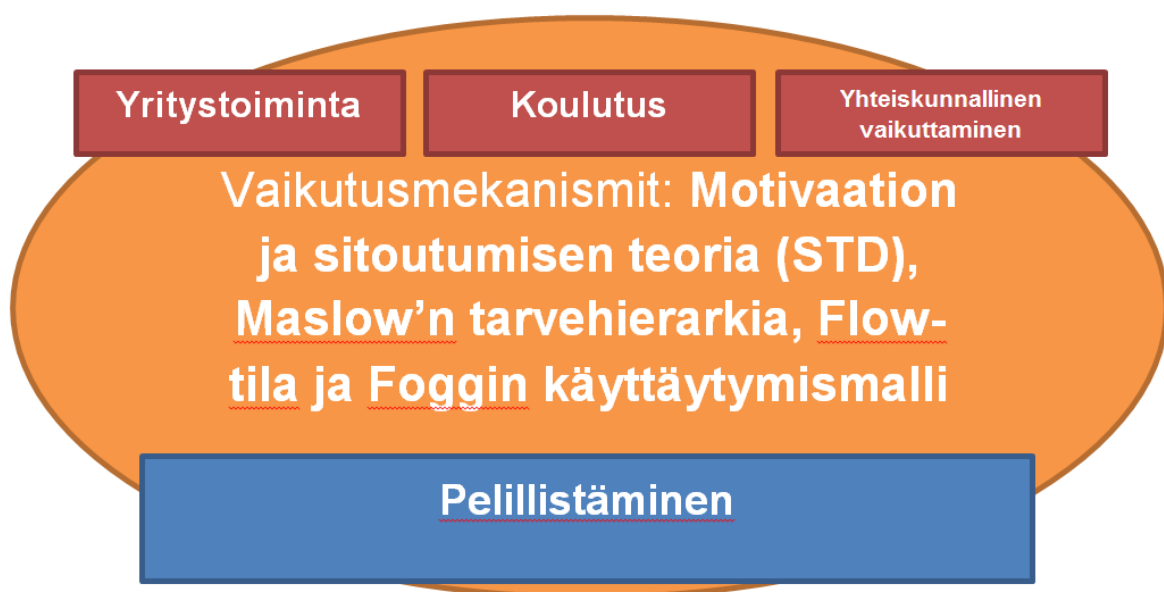 Yritystoiminta
Koulutus
Yhteiskunnallinen
vaikuttaminen
Vaikutusmekanismit: Motivaation
ja sitoutumisen teoria (STD),
Maslow’n tarvehierarkia, Flow-
tila ja Foggin käyttäytymismalli
Pelillistäminen